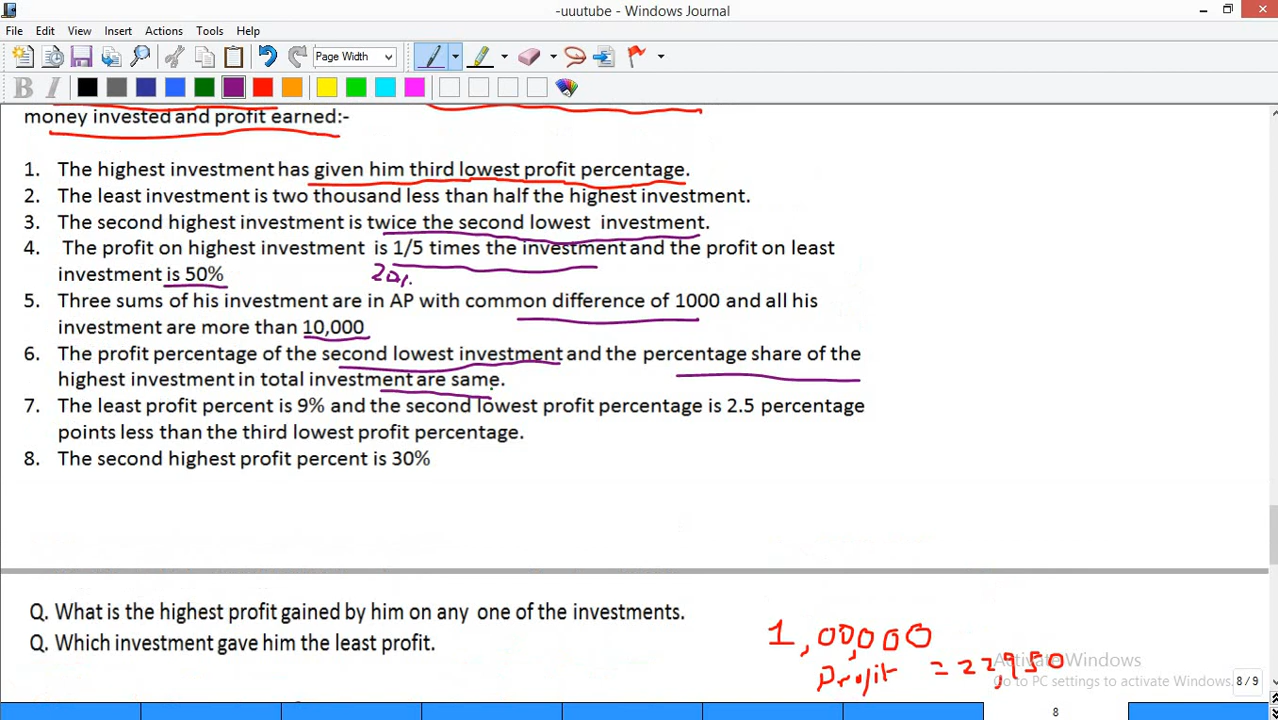 -uuutube - Windows Journal
File Edit View Insert Actions Tools Help
Page Width
B I
money invested and profit earned:-
1. The highest investment has given him third lowest profit percentage.
2. The least investment is two thousand less than half the highest investment.
3. The second highest investment is twice the second lowest investment.
4. The profit on highest investment is 1/5 times the investment and the profit on least
investment is 50%
20%
5. Three sums of his investment are in AP with common difference of 1000 and all his
investment are more than 10,000
6. The profit percentage of the second lowest investment and the percentage share of the
highest investment in total investment are same.
7. The least profit percent is 9% and the second lowest profit percentage is 2.5 percentage
points less than the third lowest profit percentage.
8. The second highest profit percent is 30%
Q. What is the highest profit gained by him on any one of the investments.
Q. Which investment gave him the least profit.
1,00,000
Profit = 22,950
Activate Windows
Go to PC settings to activate Windows.
8/9
8